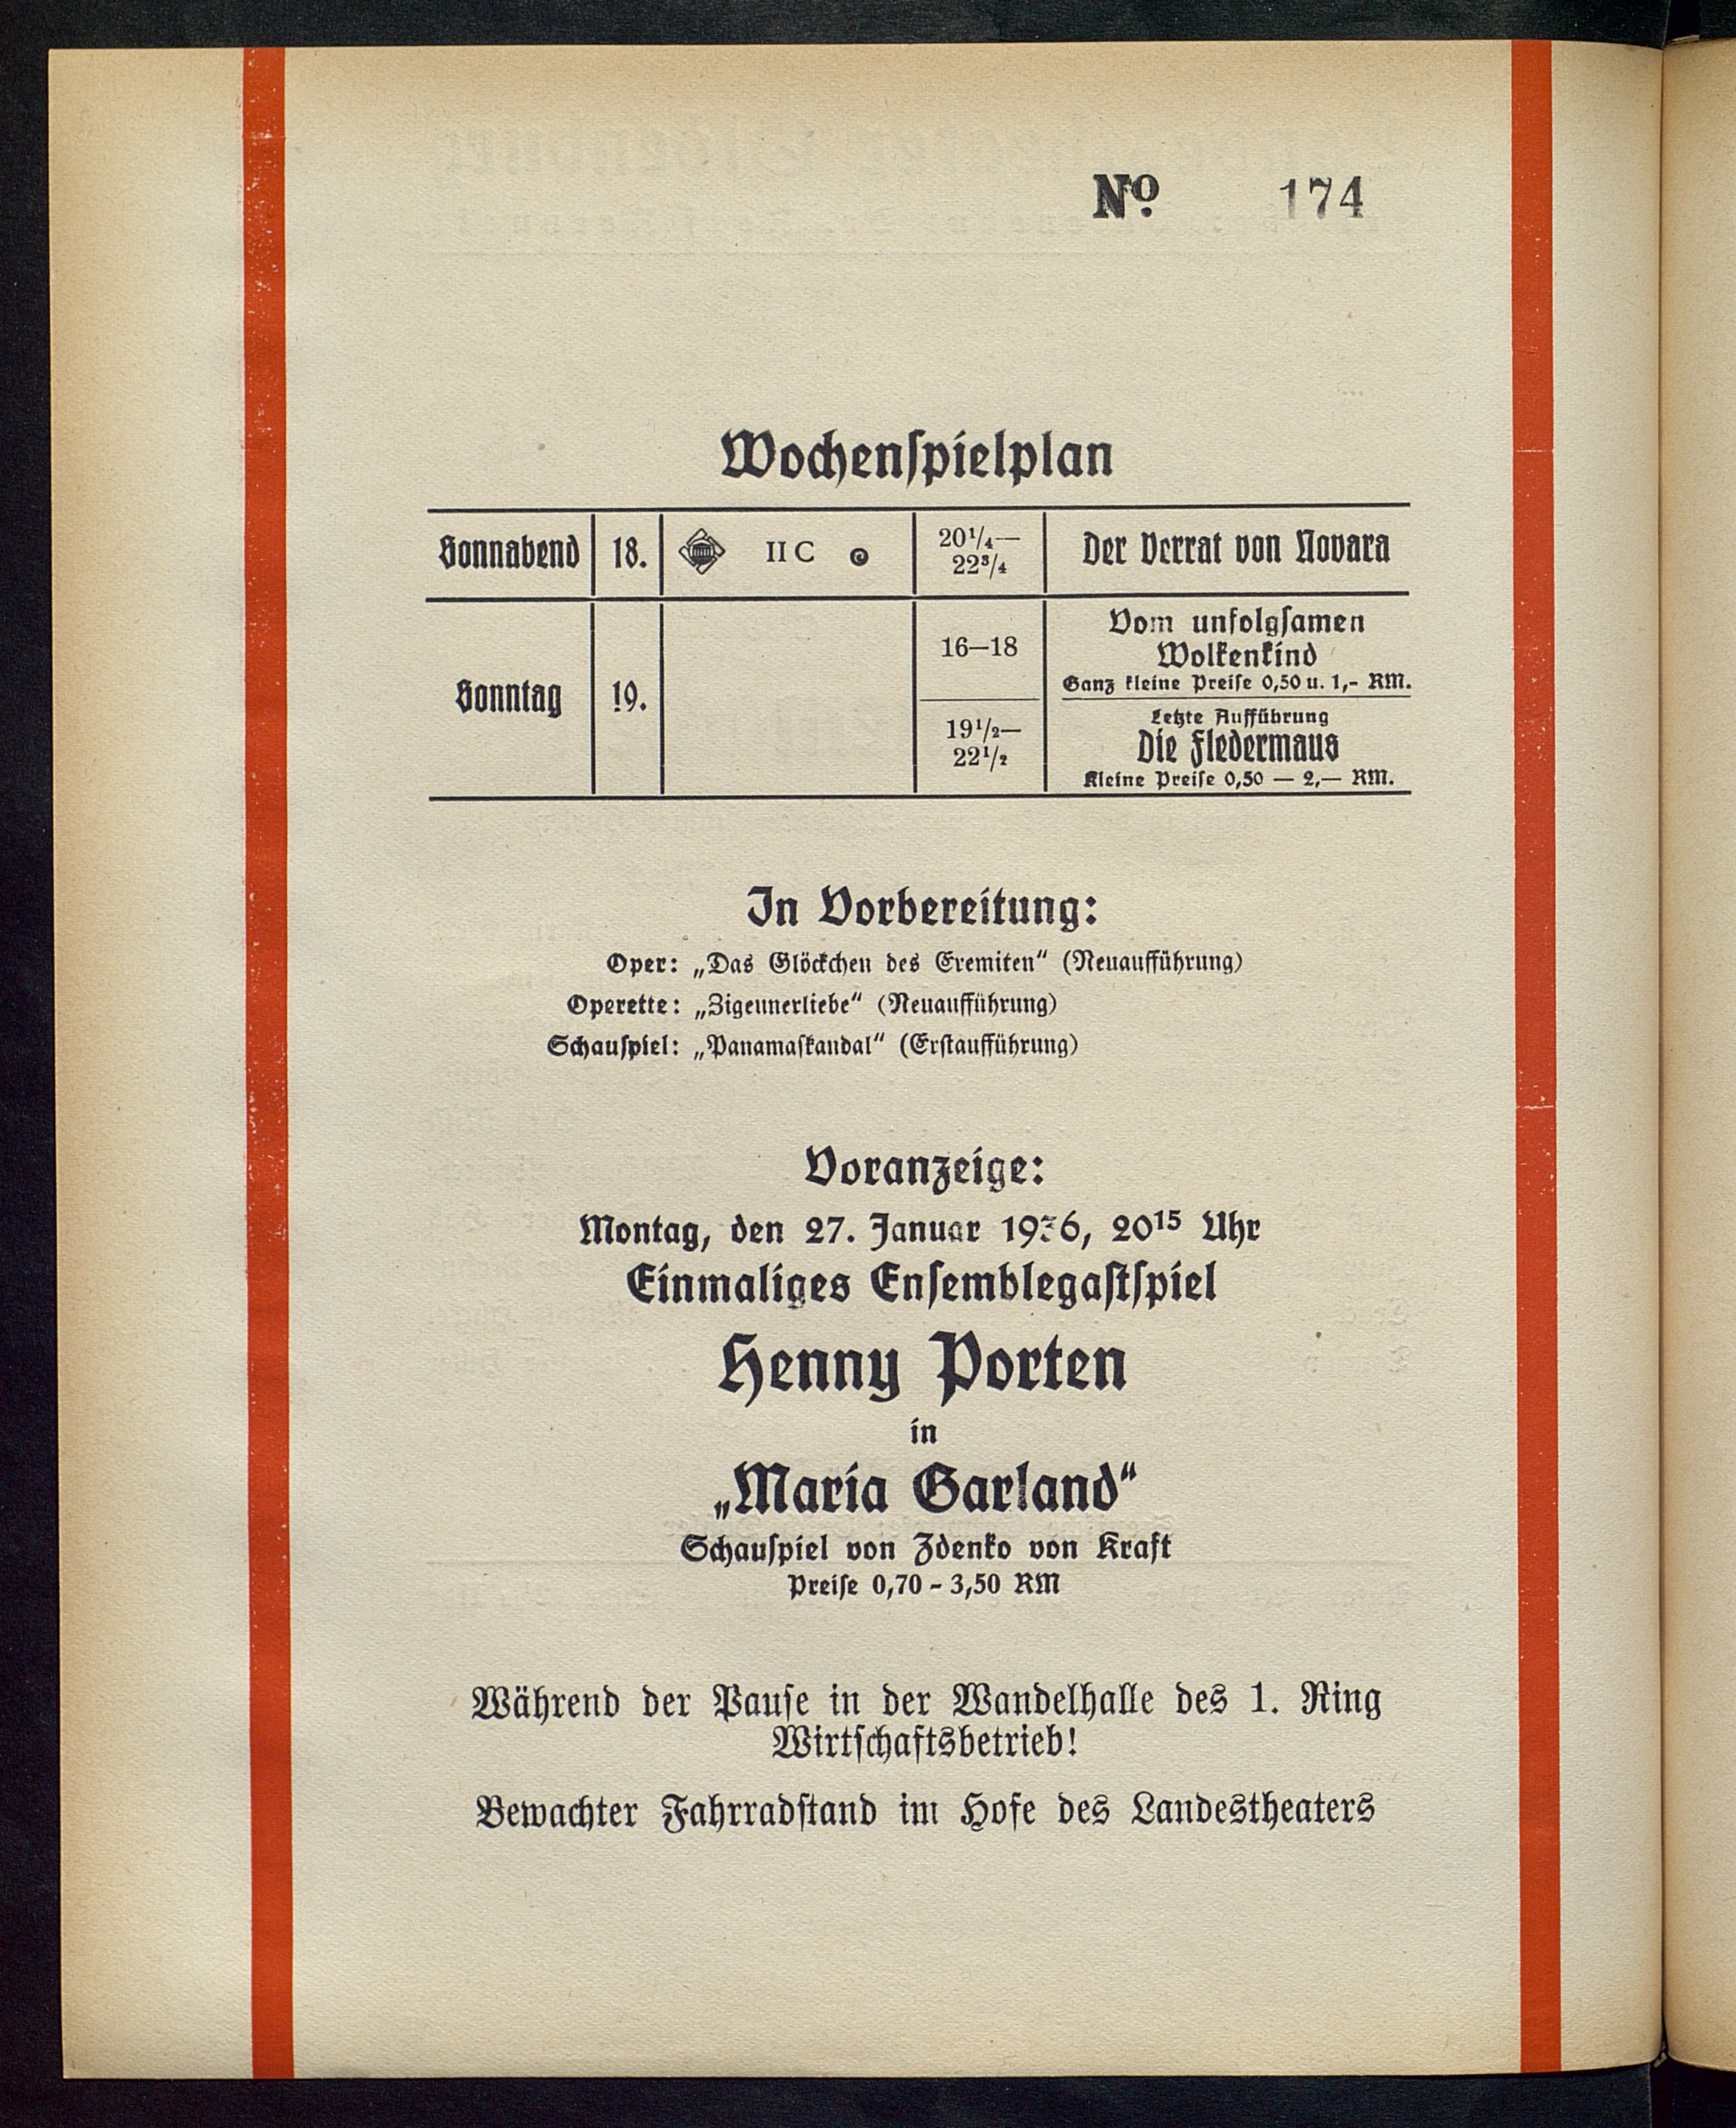 Nº 174
Wochenspielplan
Sonnabend 18. II C 20¹/₄— 22³/₄ Der Verrat von Novara
Sonntag 19. 16—18 Vom unfolgsamen
Wolkenkind
Ganz kleine Preise 0,50 u. 1,- RM.
19¹/₂— 22¹/₂ Letzte Aufführung
Die Fledermaus
Kleine Preise 0,50 — 2,— RM.
In Vorbereitung:
Oper: „Das Glöckchen des Eremiten“ (Neuaufführung)
Operette: „Zigeunerliebe“ (Neuaufführung)
Schauspiel: „Panamaskandal“ (Erstaufführung)
Voranzeige:
Montag, den 27. Januar 1936, 20¹⁵ Uhr
Einmaliges Ensemblegastspiel
Henny Porten
in
„Maria Garland“
Schauspiel von Zdenko von Kraft
Preise 0,70 - 3,50 RM
Während der Pause in der Wandelhalle des 1. Ring
Wirtschaftsbetrieb!
Bewachter Fahrradstand im Hofe des Landestheaters